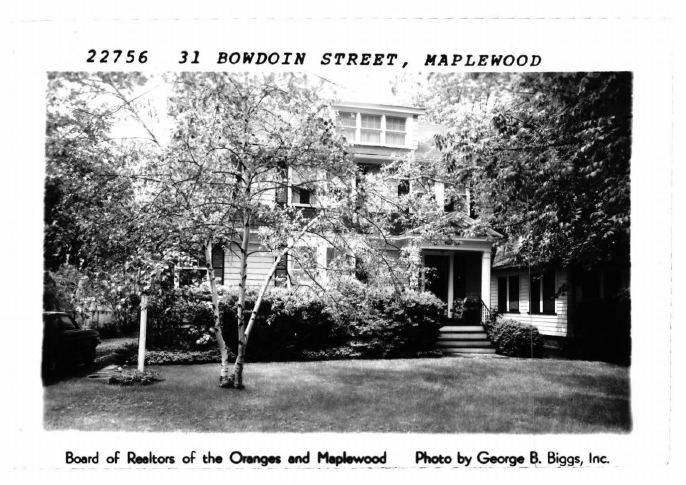 22756 31 BOWDOIN STREET, MAPLEWOOD
Board of Realtors of the Oranges and Maplewood Photo by George B. Biggs, Inc.